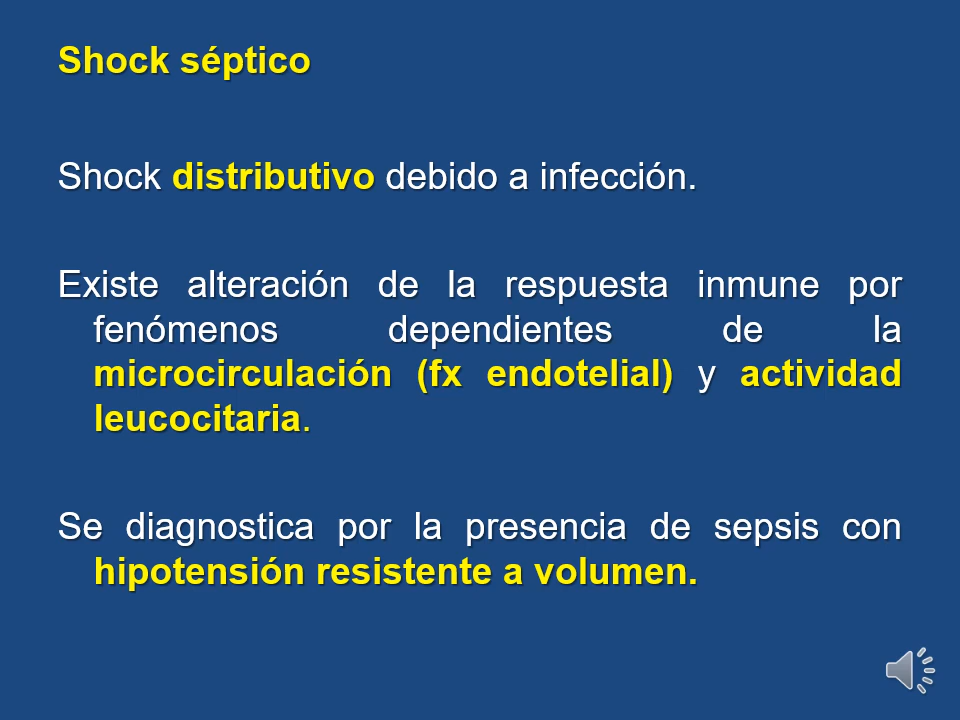 Shock séptico
Shock distributivo debido a infección.
Existe alteración de la respuesta inmune por
fenómenos dependientes de la
microcirculación (fx endotelial) y actividad
leucocitaria.
Se diagnostica por la presencia de sepsis con
hipotensión resistente a volumen.